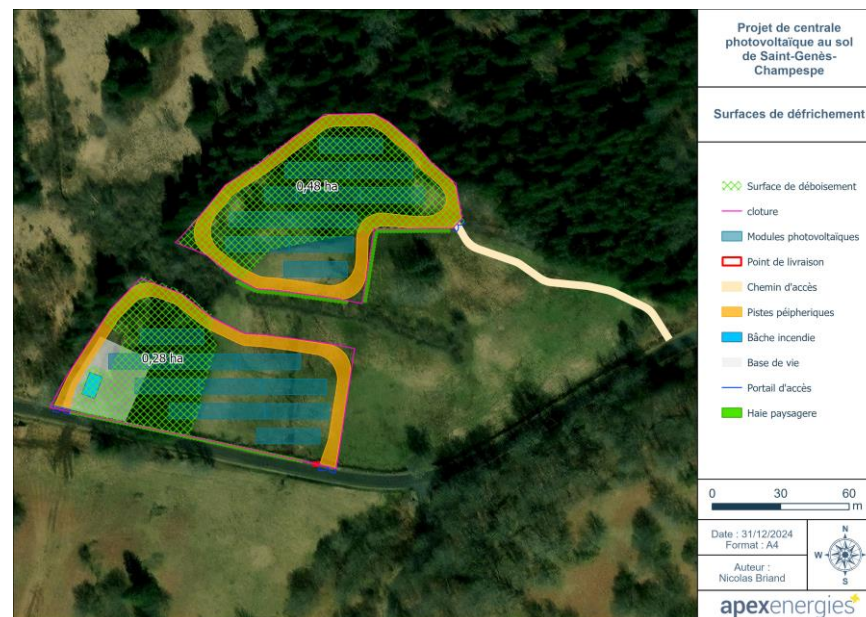 Projet de centrale
photovoltaïque au sol
de Saint-Genès-
Champespe
Surfaces de défrichement
0,48 ha
0,28 ha
Surface de déboisement
cloture
Modules photovoltaïques
Point de livraison
Chemin d'accès
Pistes péipheriques
Bâche incendie
Base de vie
Portail d'accès
Haie paysagere
0 30 60
m
Date : 31/12/2024
Format : A4
Auteur :
Nicolas Briand
N
W E
S
apexenergies